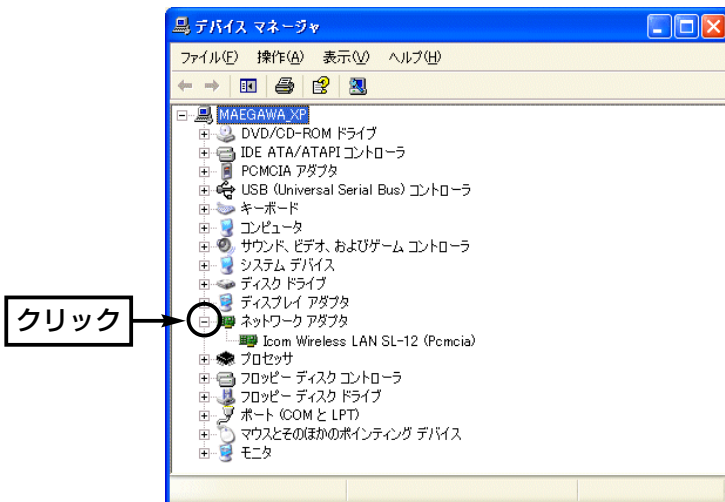 デバイス マネージャ
ファイル(F) 操作(A) 表示(V) ヘルプ(H)
MAEGAWA_XP
DVD/CD-ROM ドライブ
IDE ATA/ATAPI コントローラ
PCMCIA アダプタ
USB (Universal Serial Bus) コントローラ
キーボード
コンピュータ
サウンド、ビデオ、およびゲーム コントローラ
システム デバイス
ディスク ドライブ
ディスプレイ アダプタ
クリック
ネットワーク アダプタ
Icom Wireless LAN SL-12 (Pcmcia)
プロセッサ
フロッピー ディスク コントローラ
フロッピー ディスク ドライブ
ポート (COM と LPT)
マウスとそのほかのポインティング デバイス
モニタ